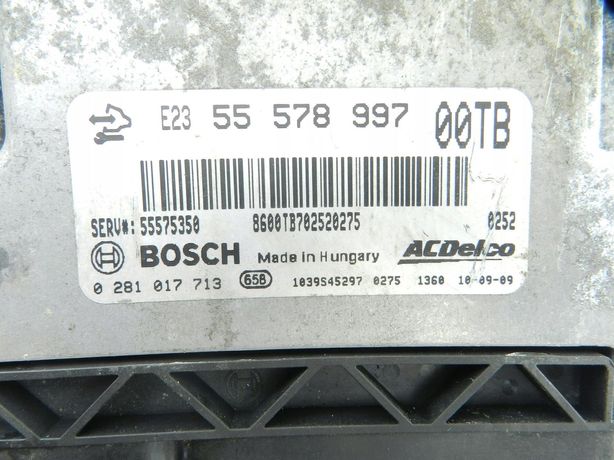 E23 55 578 997 00TB
SERV#: 55575350 8600TB702520275 0252
BOSCH Made in Hungary ACDelco
0 281 017 713 65B 1039S45297 0275 1360 10-09-09